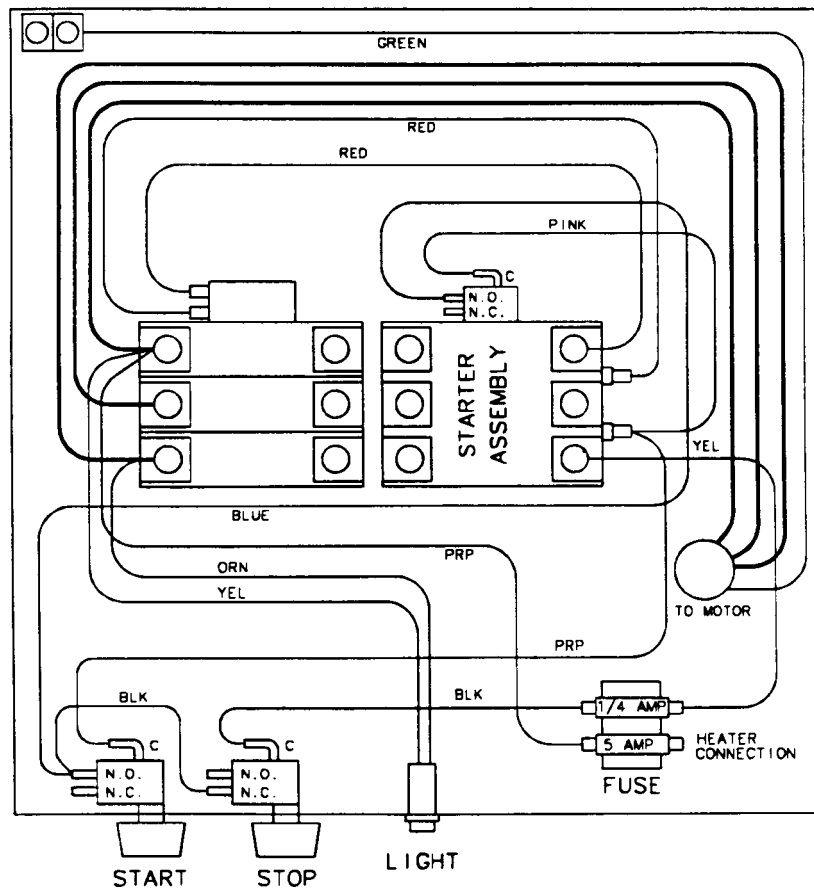 GREEN
RED
RED
PINK
C
N.O.
N.C.
STARTER
ASSEMBLY
YEL
BLUE
PRP
ORN
YEL
TO MOTOR
PRP
BLK
BLK
1/4 AMP
C
C
5 AMP
HEATER
CONNECTION
N.O.
N.C.
N.O.
N.C.
FUSE
LIGHT
START
STOP